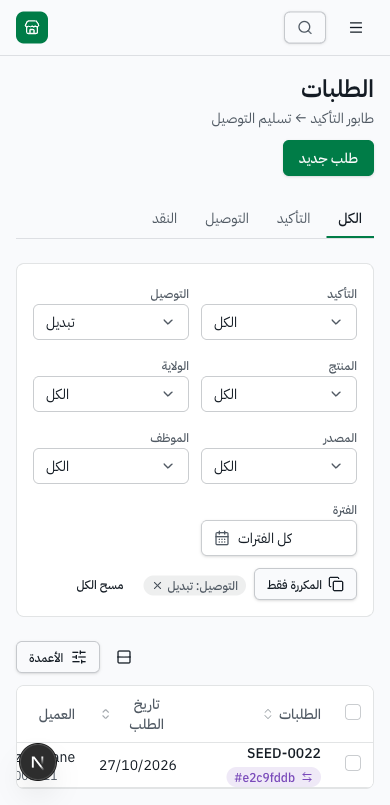 الطلبات
طابور التأكيد ← تسليم التوصيل
طلب جديد
الكل
التأكيد
التوصيل
النقد
التأكيد
التوصيل
الكل
تبديل
المنتج
الولاية
الكل
الكل
المصدر
الموظف
الكل
الكل
الفترة
كل الفترات
المكررة فقط
التوصيل: تبديل
مسح الكل
الأعمدة
الطلبات
تاريخ الطلب
العميل
SEED-0022
27/10/2026
#e2c9fddb
N